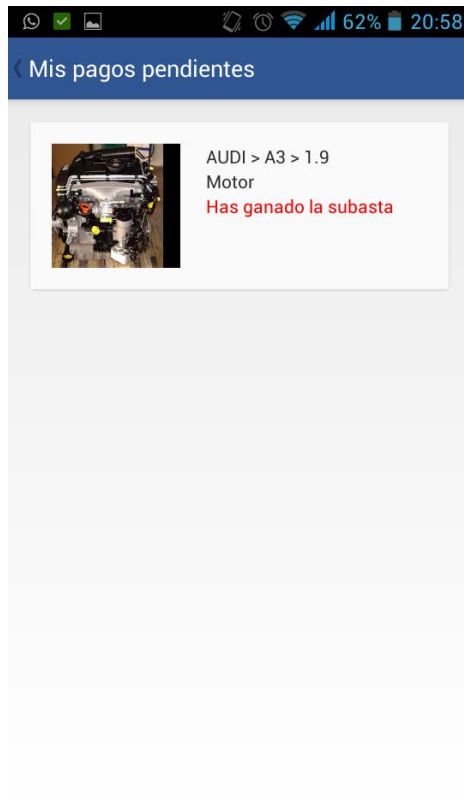 62% 20:58
Mis pagos pendientes
AUDI > A3 > 1.9
Motor
Has ganado la subasta